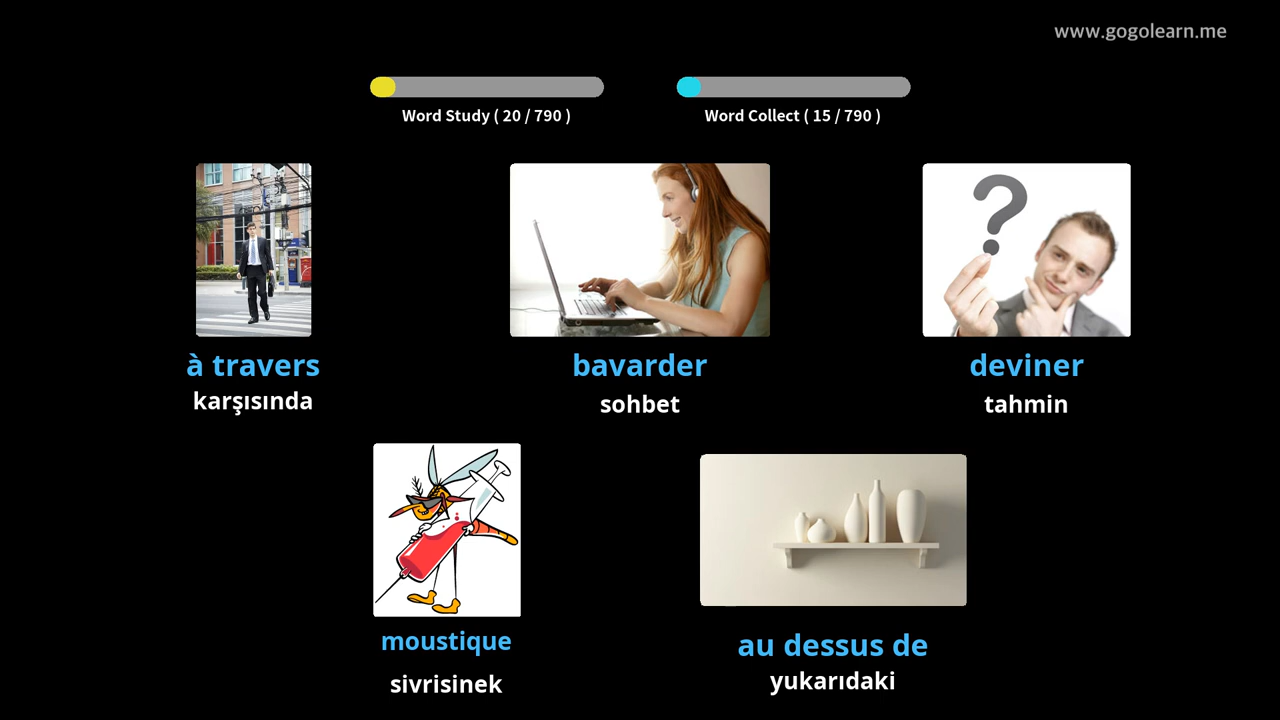 www.gogolearn.me
Word Study ( 20 / 790 )
Word Collect ( 15 / 790 )
à travers
karşısında
bavarder
sohbet
deviner
tahmin
moustique
sivrisinek
au dessus de
yukarıdaki